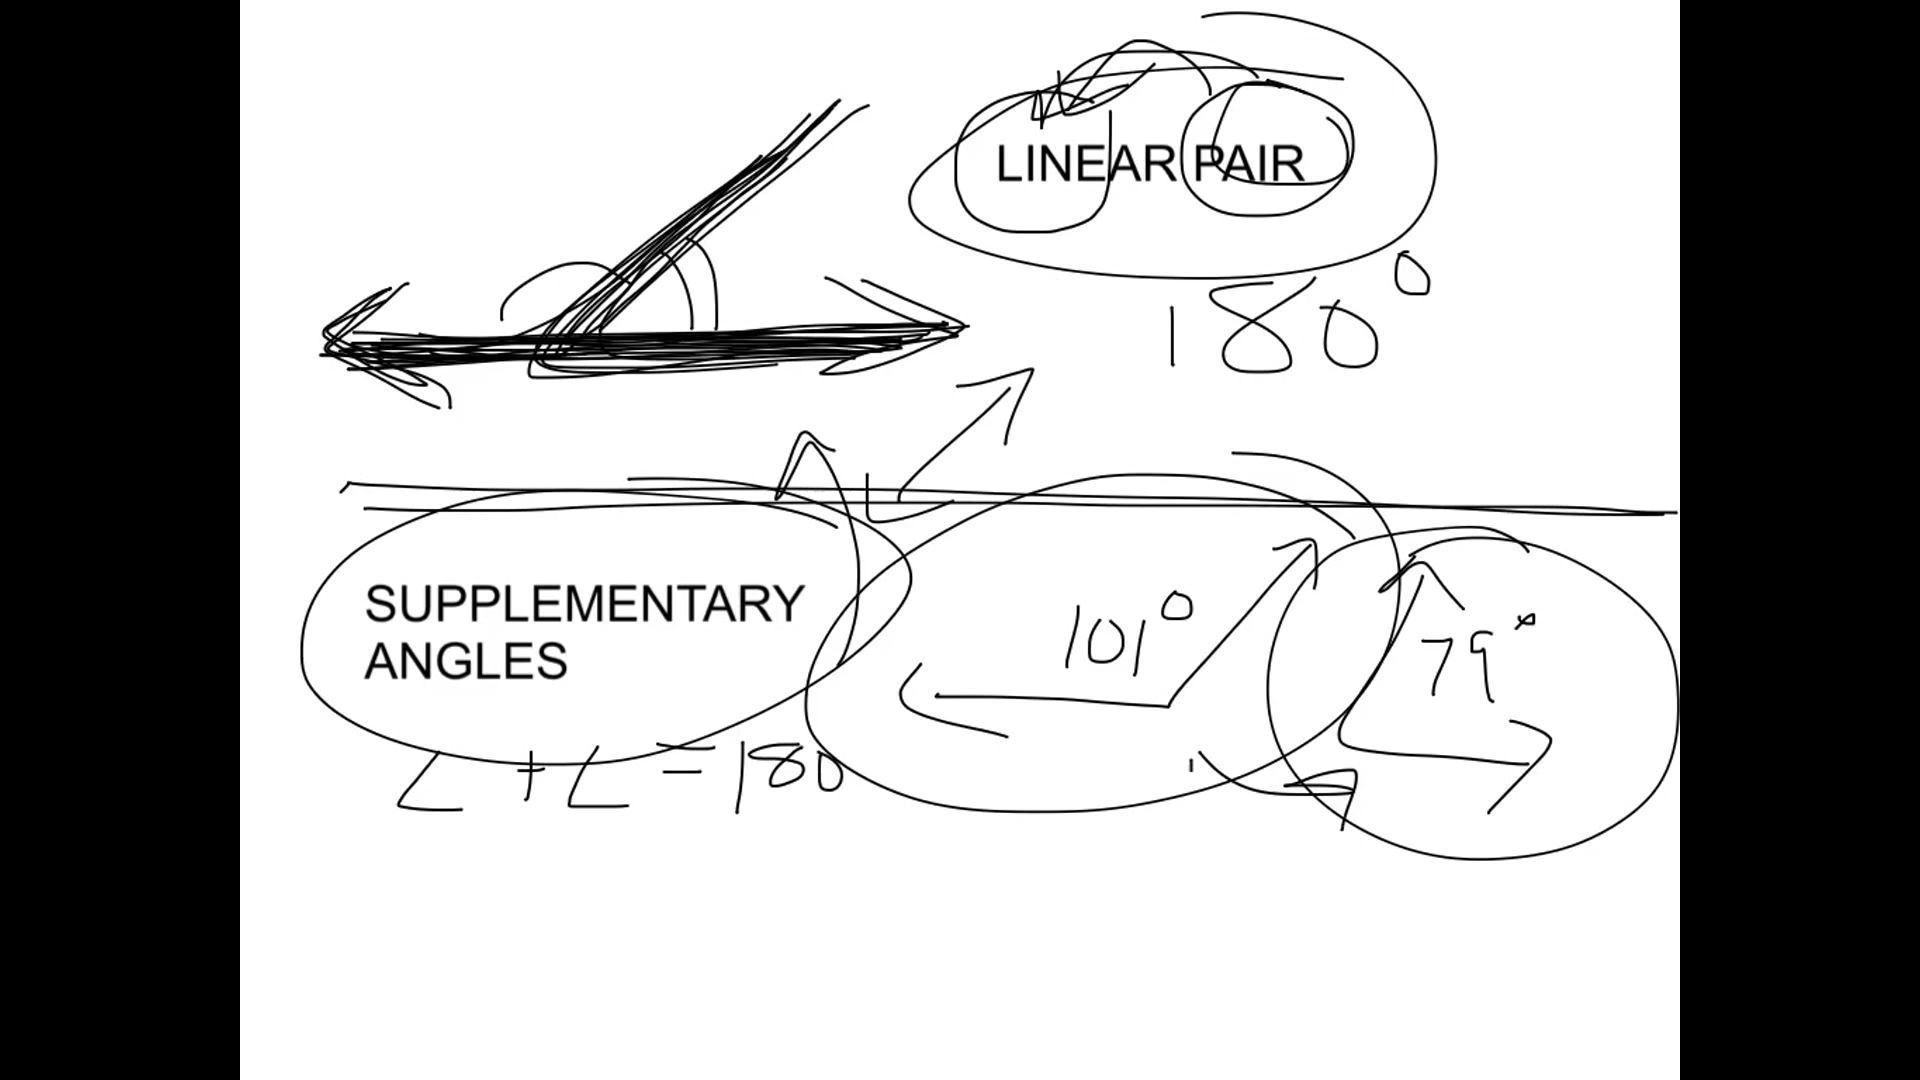 LINEAR PAIR
180°
SUPPLEMENTARY
ANGLES
101°
79°
∠ + ∠ = 180